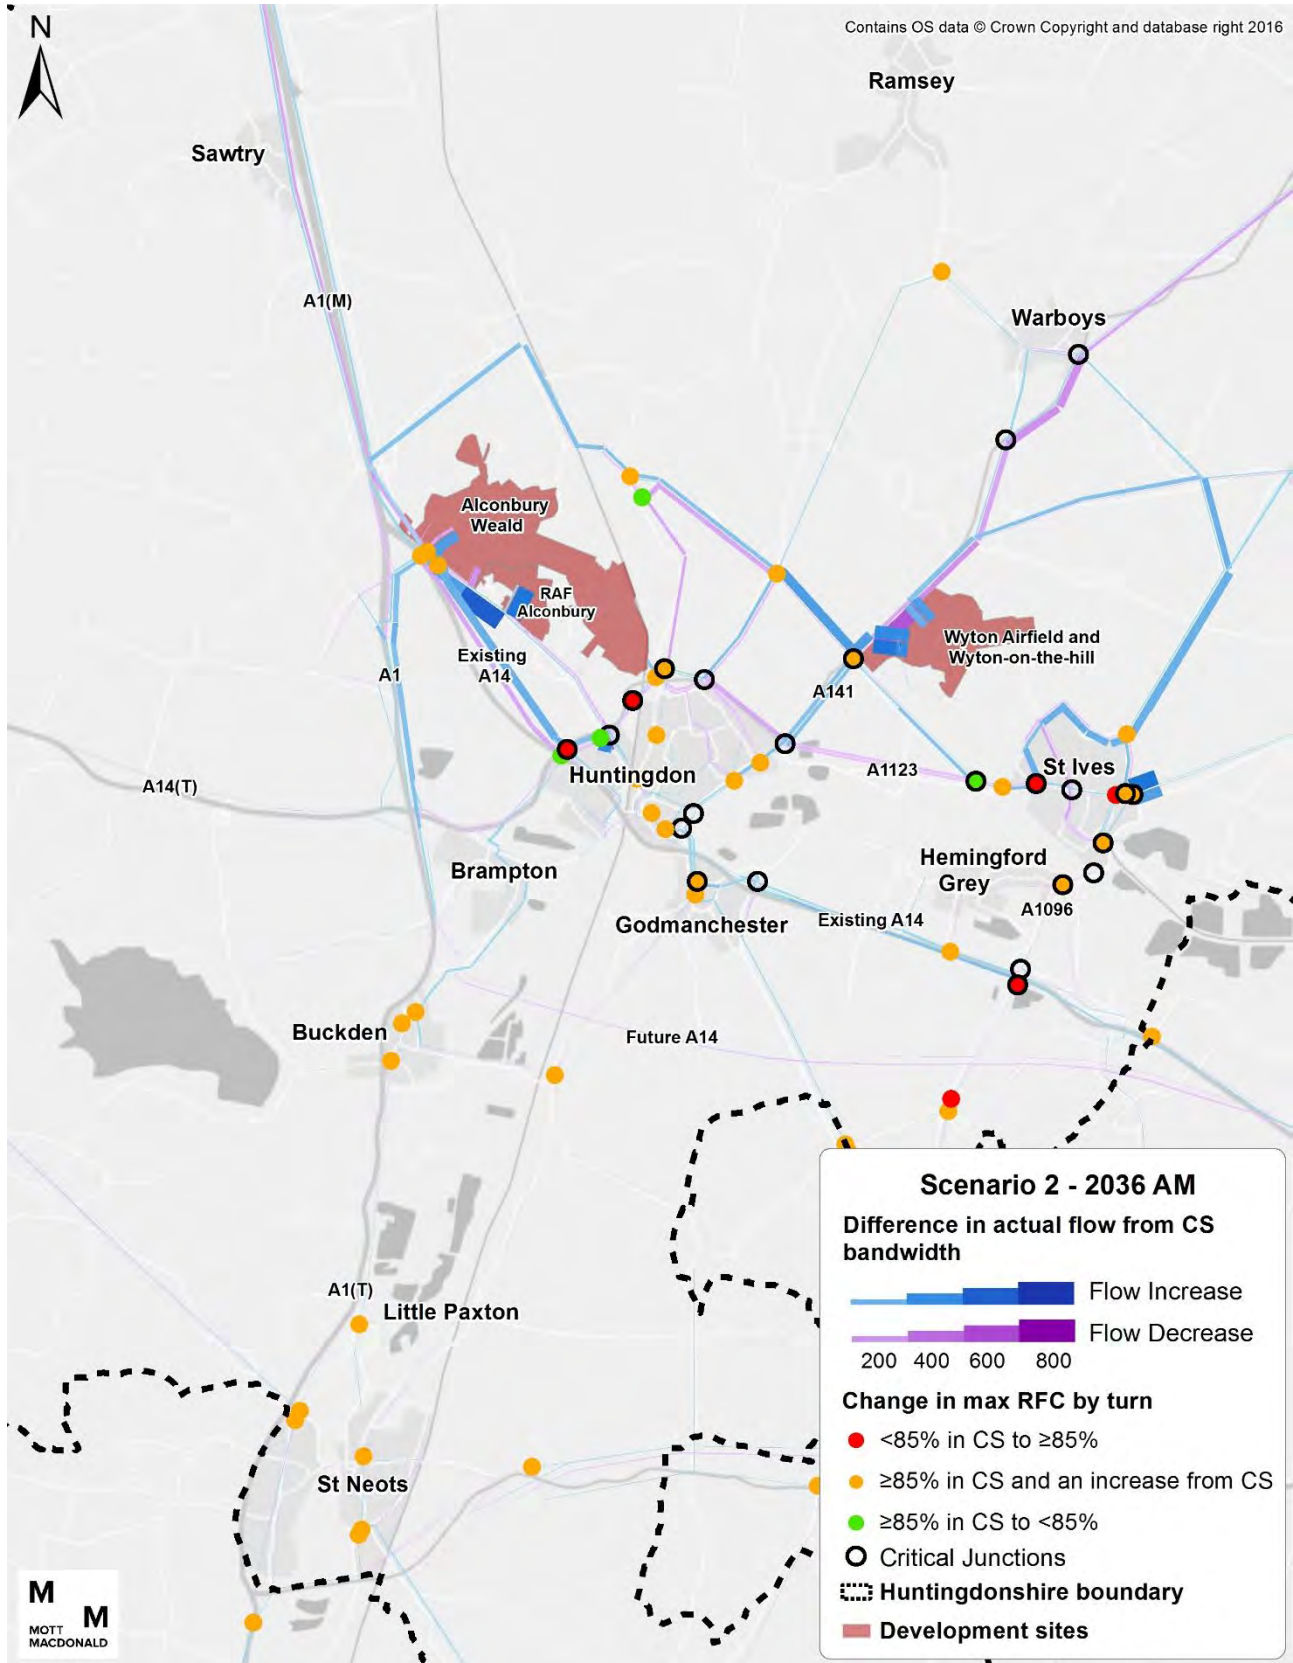 N
Contains OS data © Crown Copyright and database right 2016
Ramsey
Sawtry
A1(M)
Warboys
Alconbury
Weald
RAF
Alconbury
Wyton Airfield and
Wyton-on-the-hill
Existing
A14
A1
A141
A1123
St Ives
A14(T)
Huntingdon
Brampton
Hemingford
Grey
A1096
Godmanchester
Existing A14
Buckden
Future A14
A1(T)
Little Paxton
St Neots
Scenario 2 - 2036 AM
Difference in actual flow from CS
bandwidth
Flow Increase
Flow Decrease
200 400 600 800
Change in max RFC by turn
<85% in CS to ≥85%
≥85% in CS and an increase from CS
≥85% in CS to <85%
Critical Junctions
Huntingdonshire boundary
Development sites
M
M
MOTT
MACDONALD